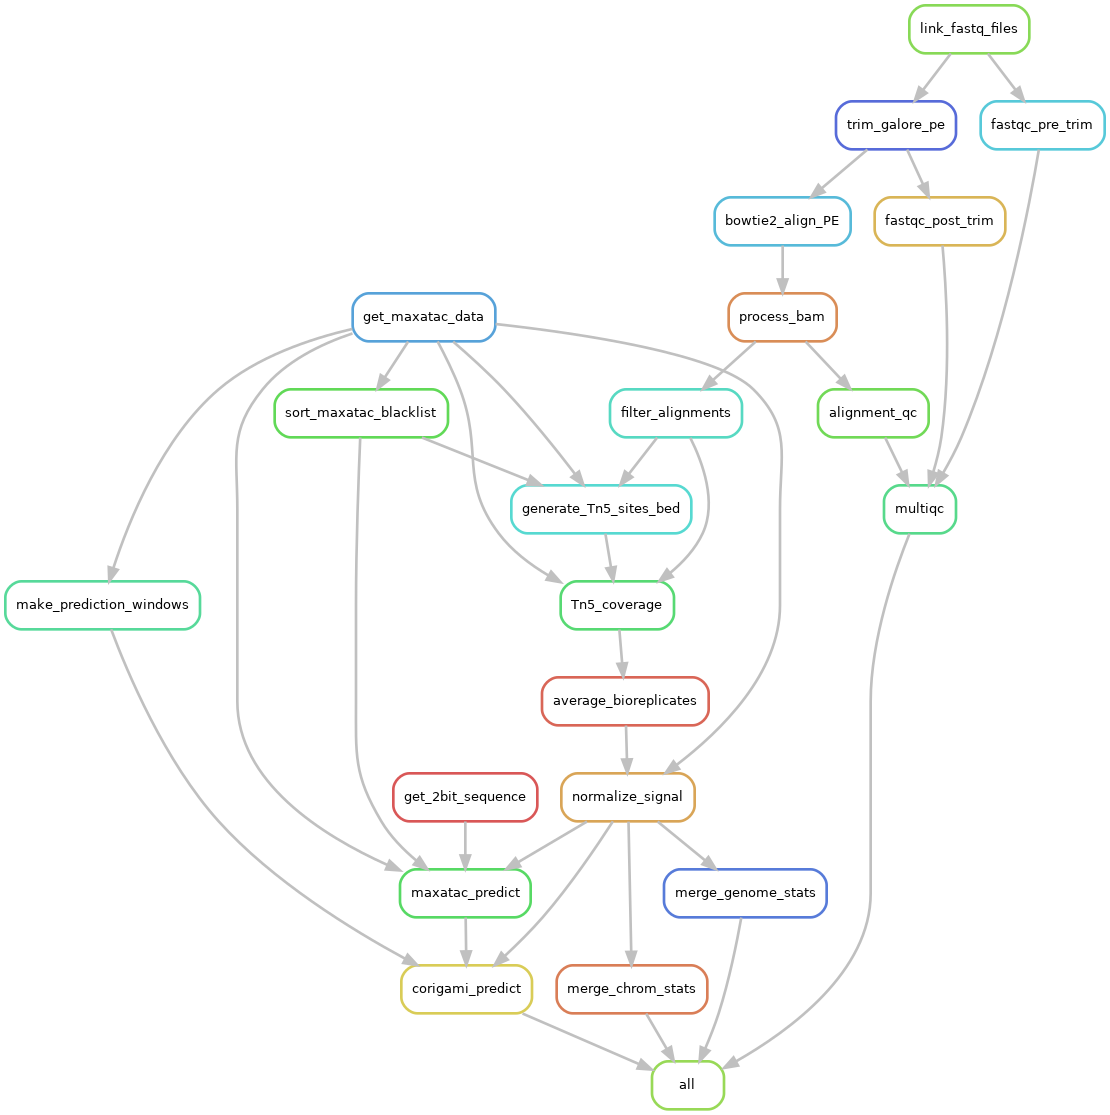 link_fastq_files
trim_galore_pe
fastqc_pre_trim
bowtie2_align_PE
fastqc_post_trim
get_maxatac_data
process_bam
sort_maxatac_blacklist
filter_alignments
alignment_qc
generate_Tn5_sites_bed
multiqc
make_prediction_windows
Tn5_coverage
average_bioreplicates
get_2bit_sequence
normalize_signal
maxatac_predict
merge_genome_stats
corigami_predict
merge_chrom_stats
all